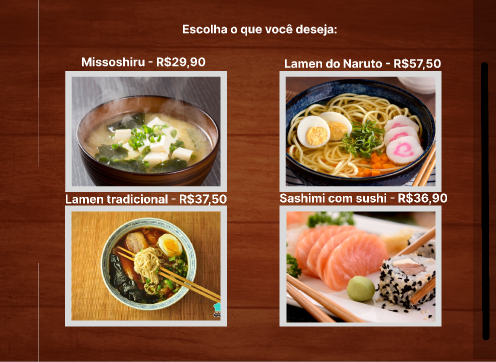 Escolha o que você deseja:
Missoshiru - R$29,90
Lamen do Naruto - R$57,50
Lamen tradicional - R$37,50
Sashimi com sushi - R$36,90